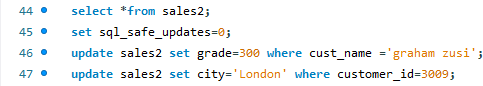 44 select *from sales2;
45 set sql_safe_updates=0;
46 update sales2 set grade=300 where cust_name ='graham zusi';
47 update sales2 set city='London' where customer_id=3009;